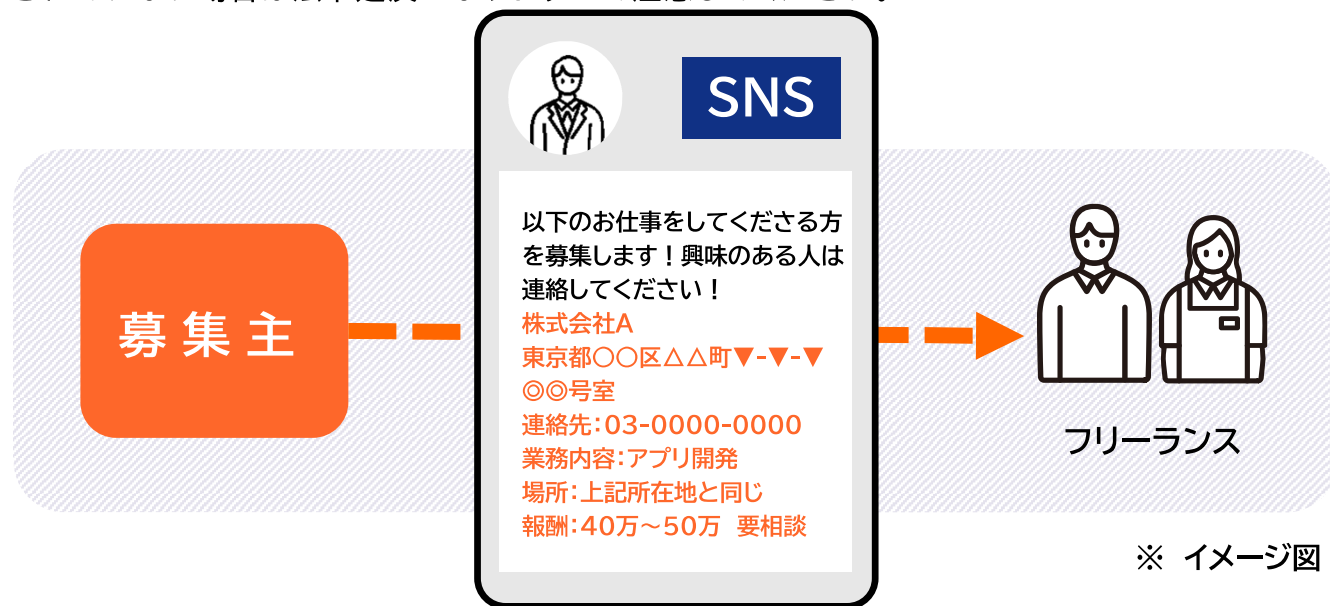 SNS
以下のお仕事をしてくださる方
を募集します！興味のある人は
連絡してください！
株式会社A
東京都〇〇区△△町▼-▼-▼
◎◎号室
連絡先：03-0000-0000
業務内容：アプリ開発
場所：上記所在地と同じ
報酬：40万～50万 要相談
募集主
フリーランス
※ イメージ図